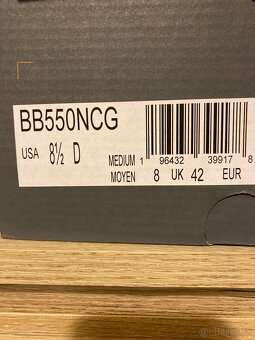 BB550NCG
USA 8½ D
MEDIUM 1 96432 39917 8
MOYEN 8 UK 42 EUR